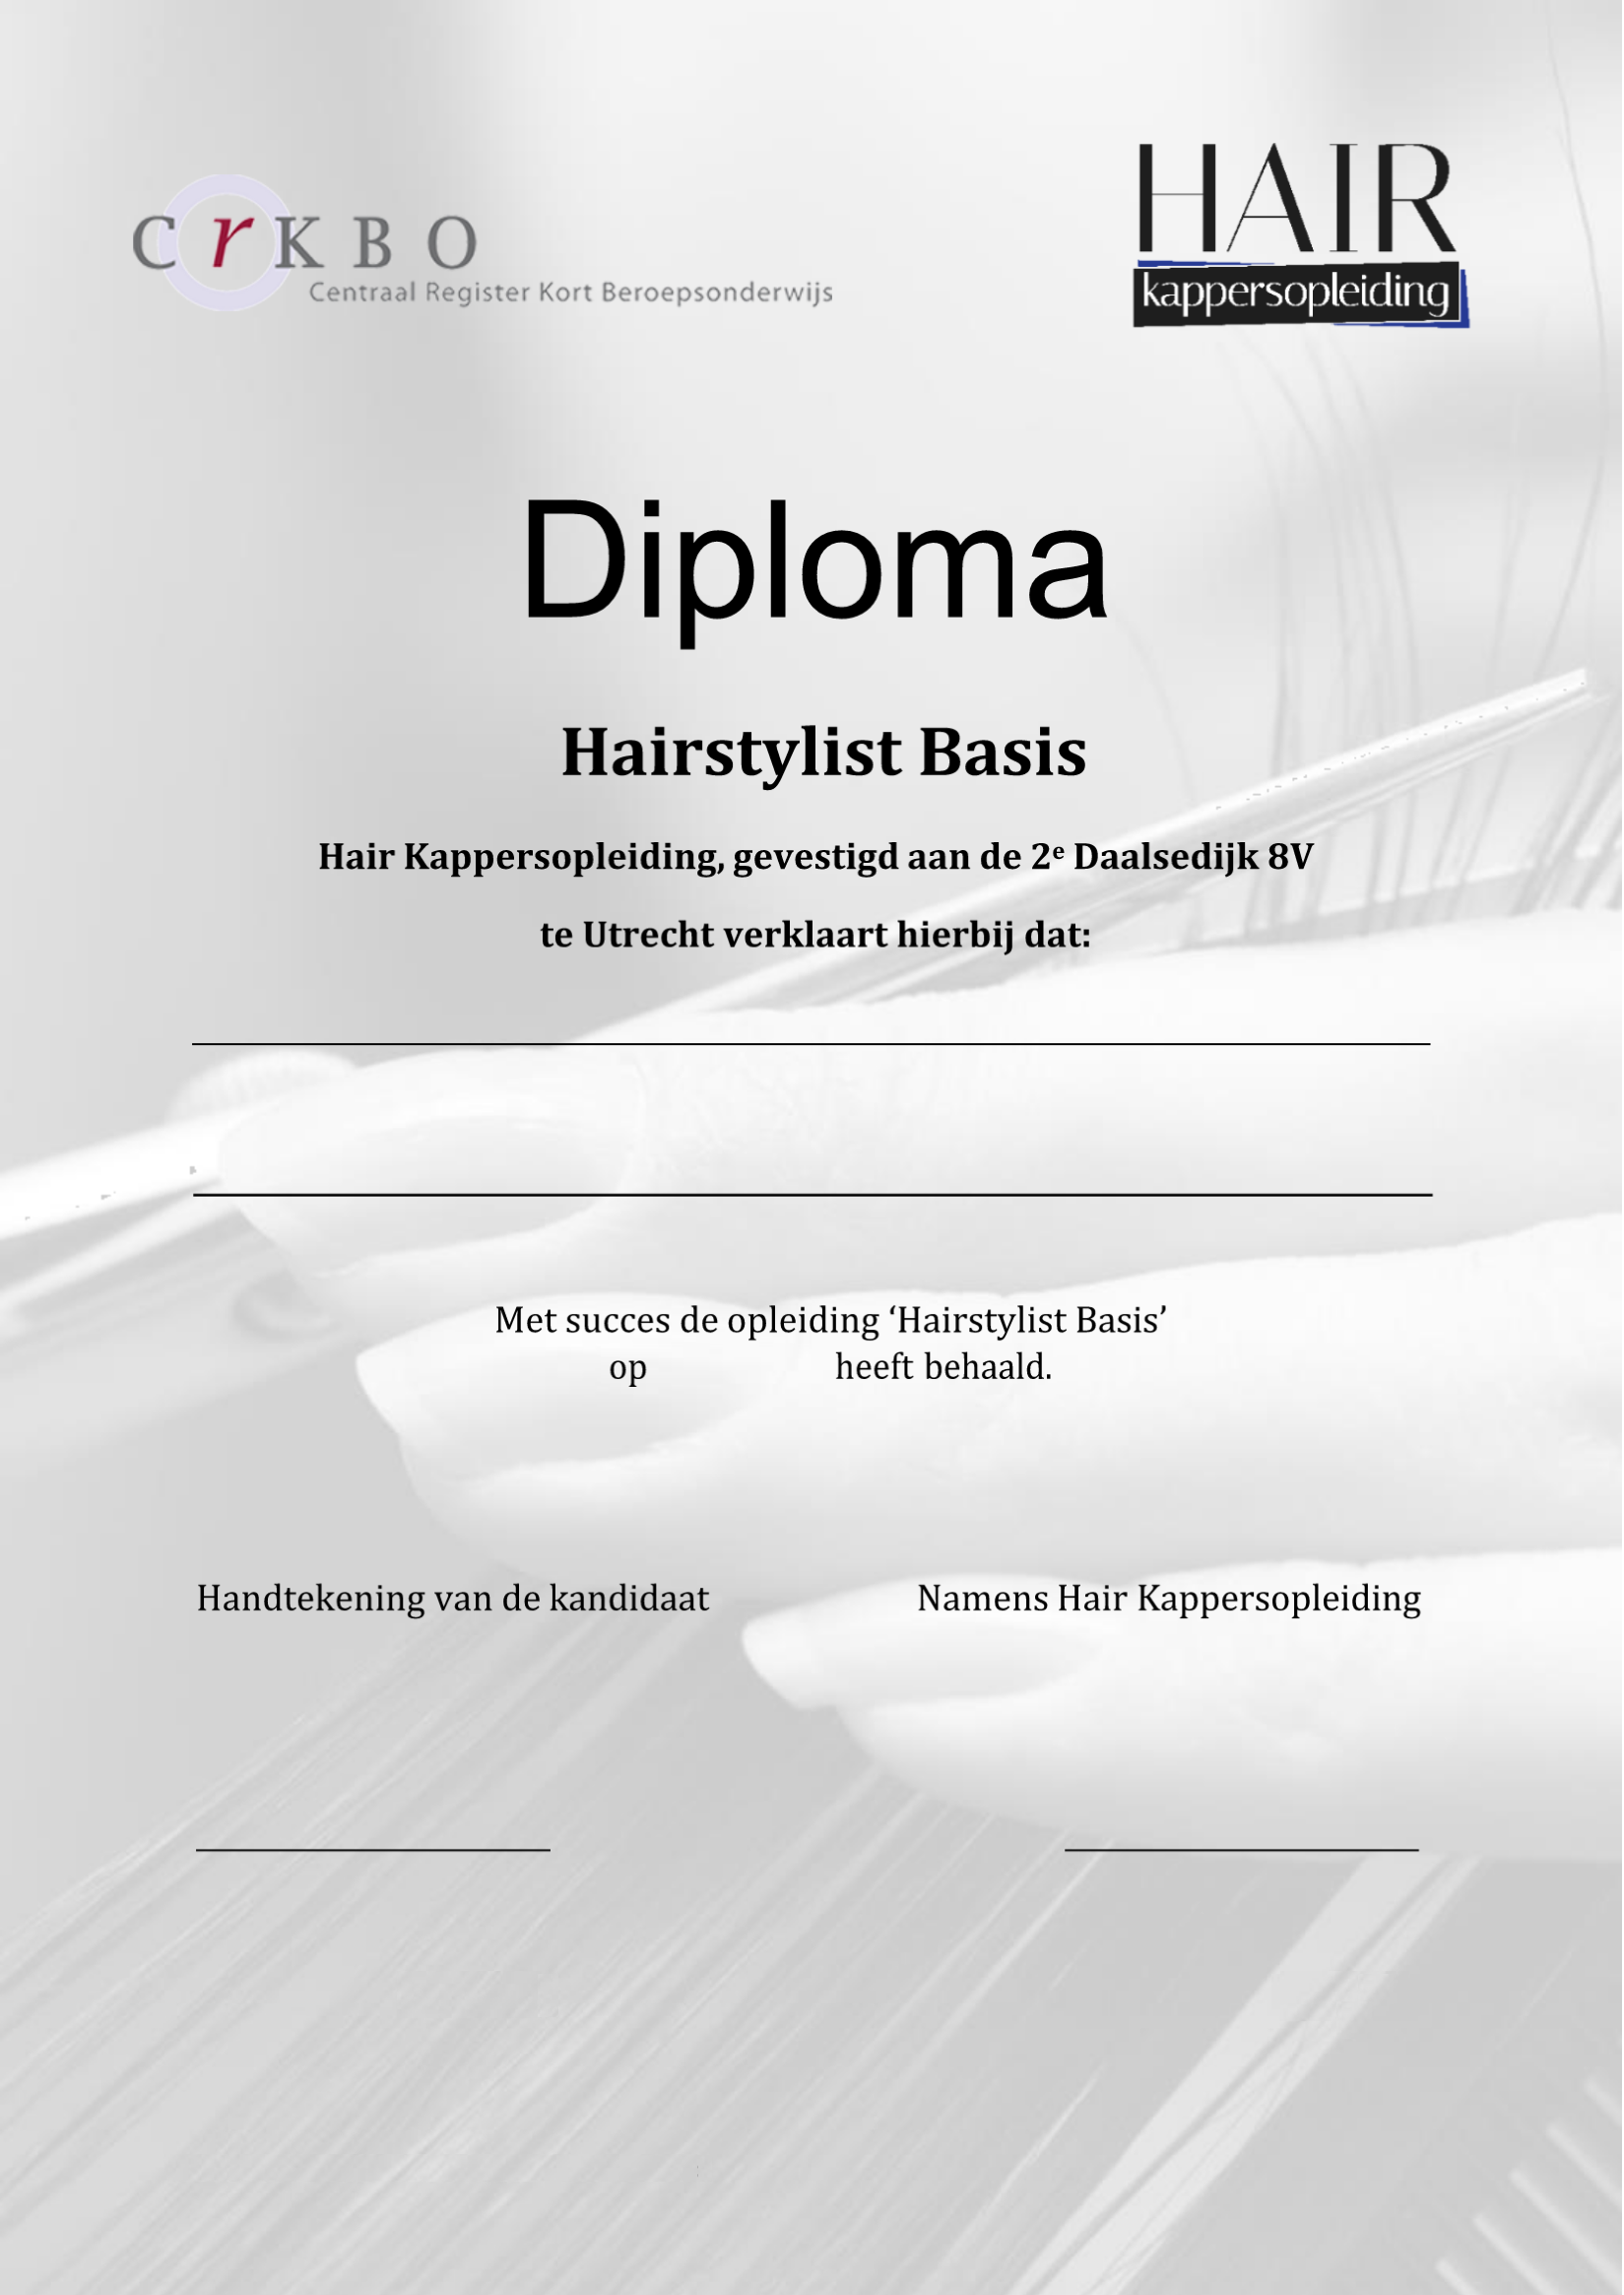 CrKBO
Centraal Register Kort Beroepsonderwijs
HAIR
kappersopleiding
Diploma
Hairstylist Basis
Hair Kappersopleiding, gevestigd aan de 2e Daalsedijk 8V
te Utrecht verklaart hierbij dat:
Met succes de opleiding ‘Hairstylist Basis’
op heeft behaald.
Handtekening van de kandidaat Namens Hair Kappersopleiding